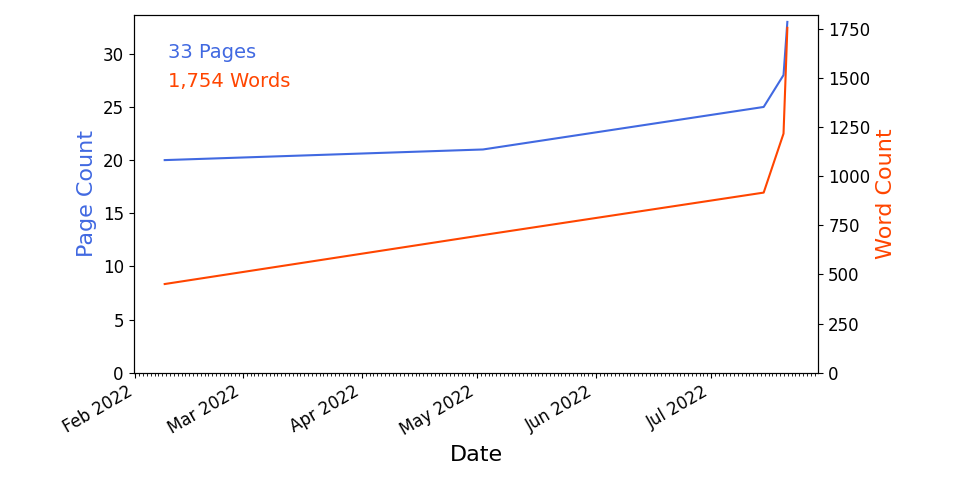 33 Pages
1,754 Words
Page Count
30
25
20
15
10
5
0
1750
1500
1250
1000
750
500
250
0
Word Count
Feb 2022
Mar 2022
Apr 2022
May 2022
Jun 2022
Jul 2022
Date